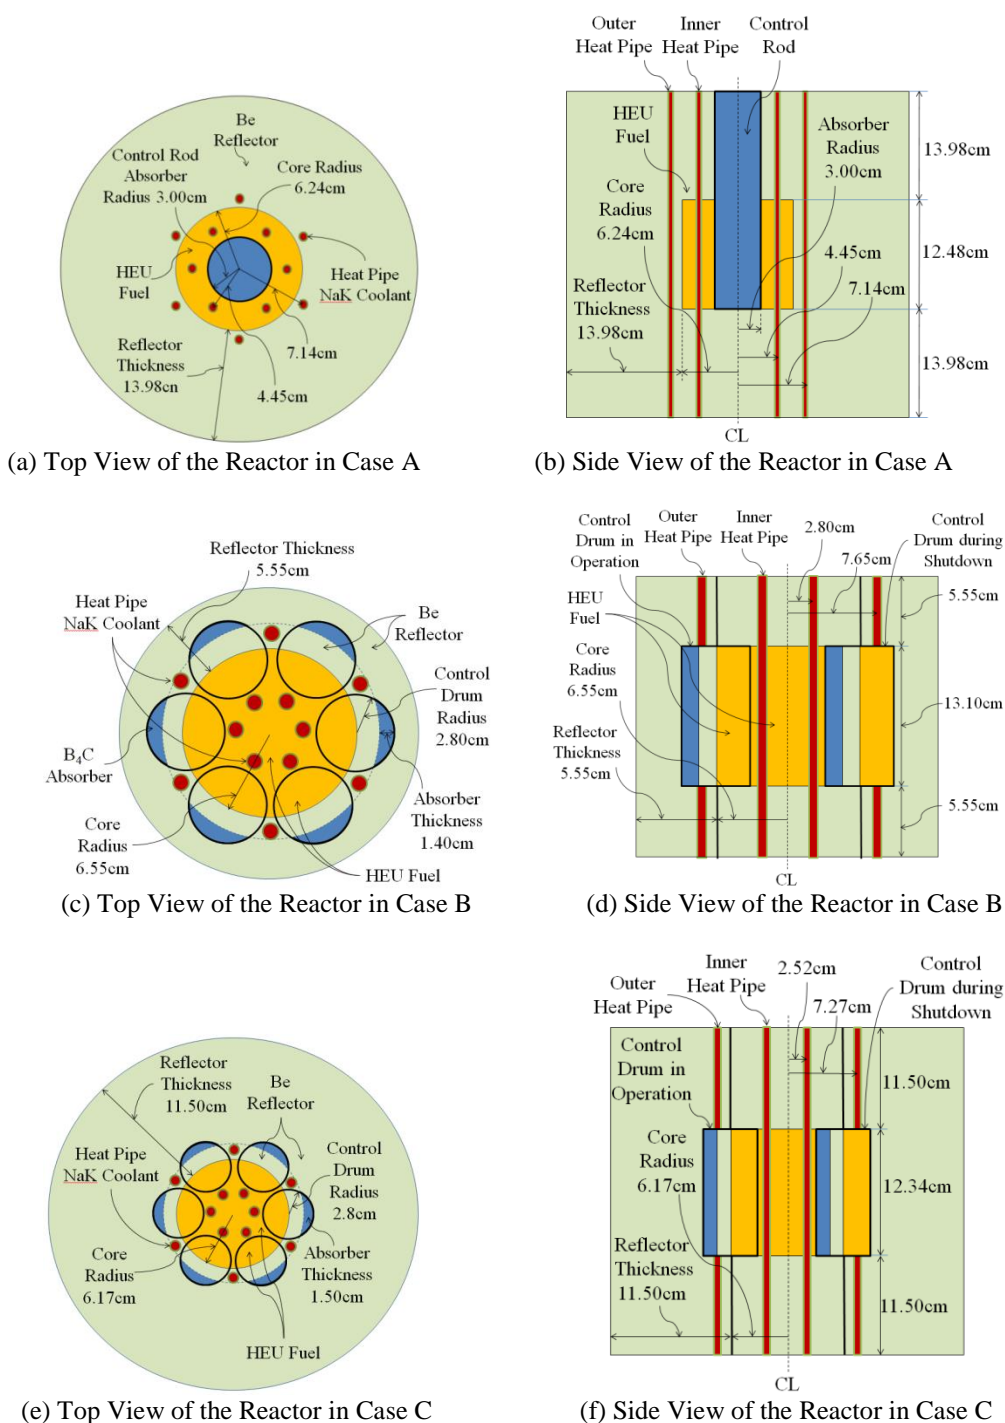 Be
Reflector
Control Rod
Absorber
Radius 3.00cm
Core Radius
6.24cm
HEU
Fuel
Heat Pipe
NaK Coolant
Reflector
Thickness
13.98cn
7.14cm
4.45cm
(a) Top View of the Reactor in Case A
Outer
Heat Pipe
Inner
Heat Pipe
Control
Rod
HEU
Fuel
Absorber
Radius
3.00cm
Core
Radius
6.24cm
4.45cm
7.14cm
Reflector
Thickness
13.98cm
13.98cm
12.48cm
13.98cm
CL
(b) Side View of the Reactor in Case A
Reflector Thickness
5.55cm
Heat Pipe
NaK Coolant
Be
Reflector
Control
Drum
Radius
2.80cm
B₄C
Absorber
Absorber
Thickness
1.40cm
Core
Radius
6.55cm
HEU Fuel
(c) Top View of the Reactor in Case B
Control
Drum in
Operation
Outer
Heat Pipe
Inner
Heat Pipe
2.80cm
7.65cm
Control
Drum during
Shutdown
HEU
Fuel
Core
Radius
6.55cm
Reflector
Thickness
5.55cm
5.55cm
13.10cm
5.55cm
CL
(d) Side View of the Reactor in Case B
Reflector
Thickness
11.50cm
Be
Reflector
Heat Pipe
NaK Coolant
Control
Drum
Radius
2.8cm
Core
Radius
6.17cm
Absorber
Thickness
1.50cm
HEU Fuel
(e) Top View of the Reactor in Case C
Outer
Heat Pipe
Inner
Heat Pipe
2.52cm
7.27cm
Control
Drum during
Shutdown
Control
Drum in
Operation
Core
Radius
6.17cm
Reflector
Thickness
11.50cm
11.50cm
12.34cm
11.50cm
CL
(f) Side View of the Reactor in Case C